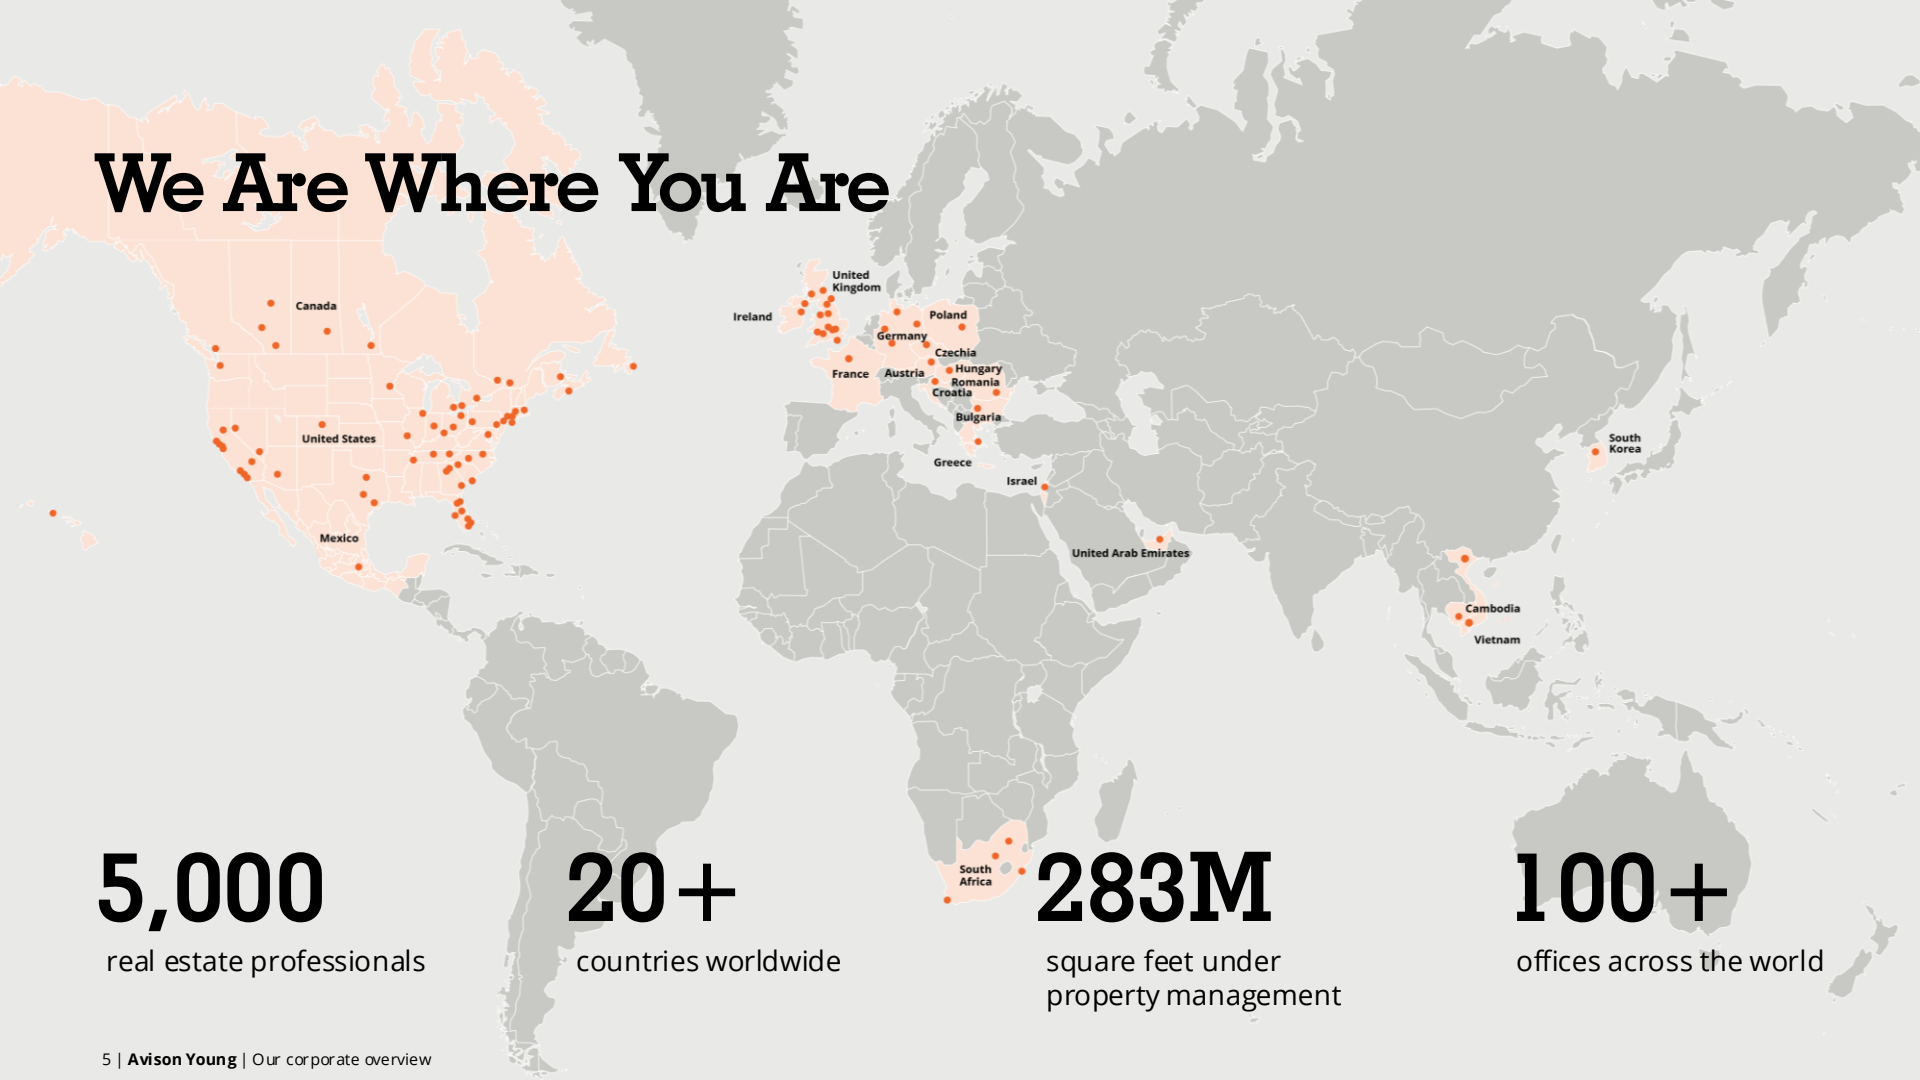 We Are Where You Are
Canada
United States
Mexico
United
Kingdom
Ireland
Poland
Germany
Czechia
France
Austria
Hungary
Romania
Croatia
Bulgaria
Greece
Israel
United Arab Emirates
South
Korea
Cambodia
Vietnam
South
Africa
5,000
real estate professionals
20+
countries worldwide
283M
square feet under
property management
100+
offices across the world
5 | Avison Young | Our corporate overview